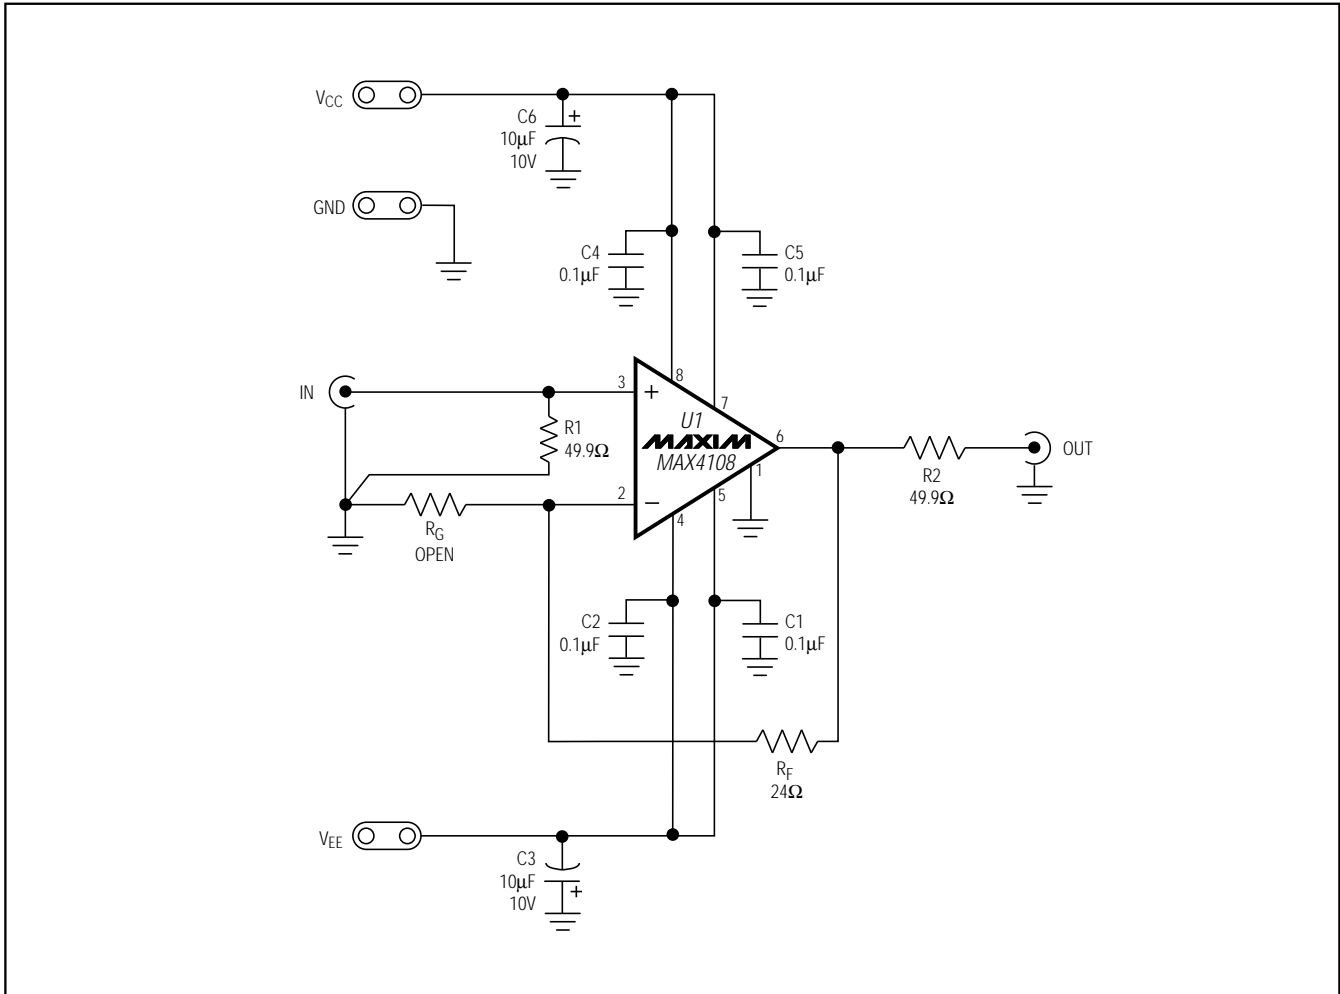 VCC
C6
10µF
10V
+
GND
C4
0.1µF
C5
0.1µF
IN
3
+
8
7
U1
MAXIM
MAX4108
6
R1
49.9Ω
OUT
R2
49.9Ω
1
2
−
5
4
RG
OPEN
C2
0.1µF
C1
0.1µF
RF
24Ω
VEE
C3
10µF
10V
+